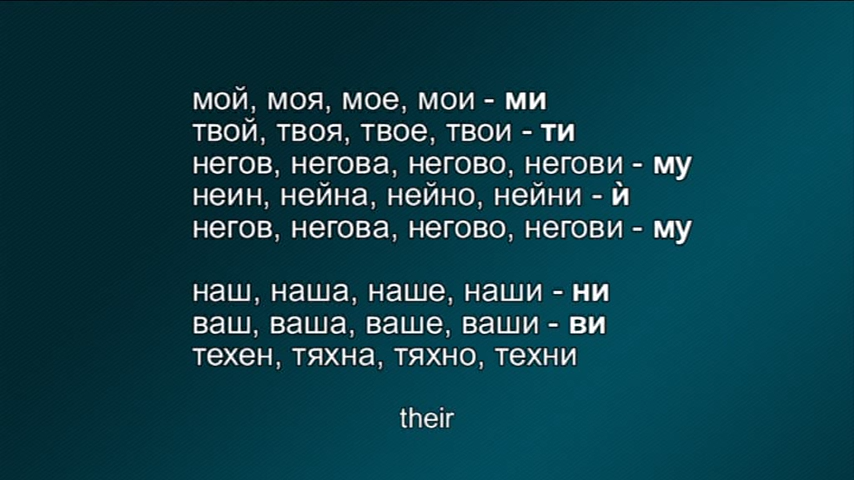 мой, моя, мое, мои - ми
твой, твоя, твое, твои - ти
негов, негова, негово, негови - му
неин, нейна, нейно, нейни - ѝ
негов, негова, негово, негови - му
наш, наша, наше, наши - ни
ваш, ваша, ваше, ваши - ви
техен, тяхна, тяхно, техни
their